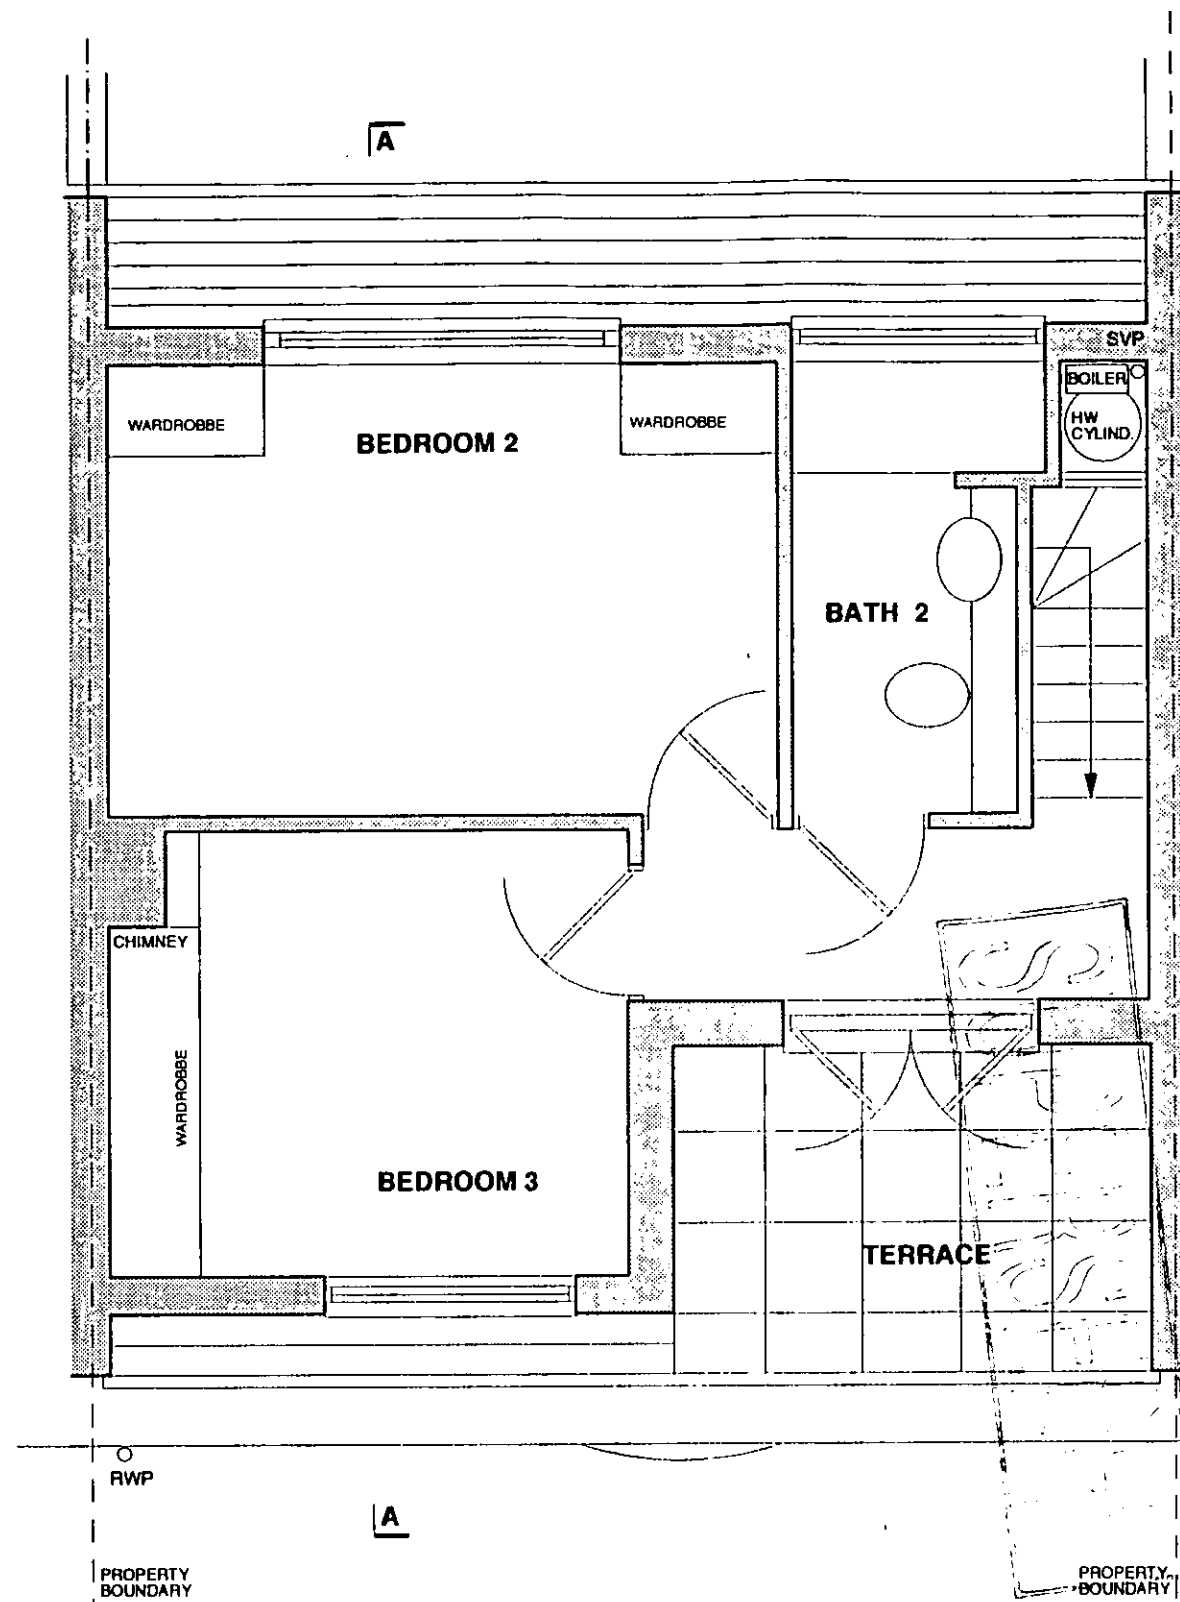 A
SVP
BOILER
HW
CYLIND.
WARDROBBE
BEDROOM 2
WARDROBBE
BATH 2
CHIMNEY
WARDROBBE
BEDROOM 3
TERRACE
RWP
A
PROPERTY
BOUNDARY
PROPERTY
BOUNDARY